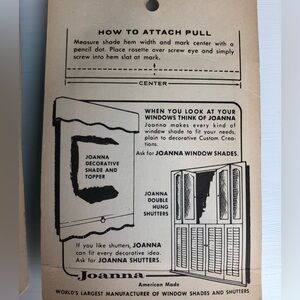 HOW TO ATTACH PULL
Measure shade hem width and mark center with a
pencil dot. Place rosette over screw eye and simply
screw into hem slat at mark.
CENTER
WHEN YOU LOOK AT YOUR
WINDOWS THINK OF JOANNA
Joanna makes every kind of
window shade to fit your needs,
plain to decorative Custom Crea-
tions.
Ask for JOANNA WINDOW SHADES.
JOANNA
DECORATIVE
SHADE AND
TOPPER
JOANNA
DOUBLE
HUNG
SHUTTERS
If you like shutters, JOANNA
can fit every decorative idea.
Ask for JOANNA SHUTTERS.
Joanna
American Made
WORLD'S LARGEST MANUFACTURER OF WINDOW SHADES AND SHUTTERS